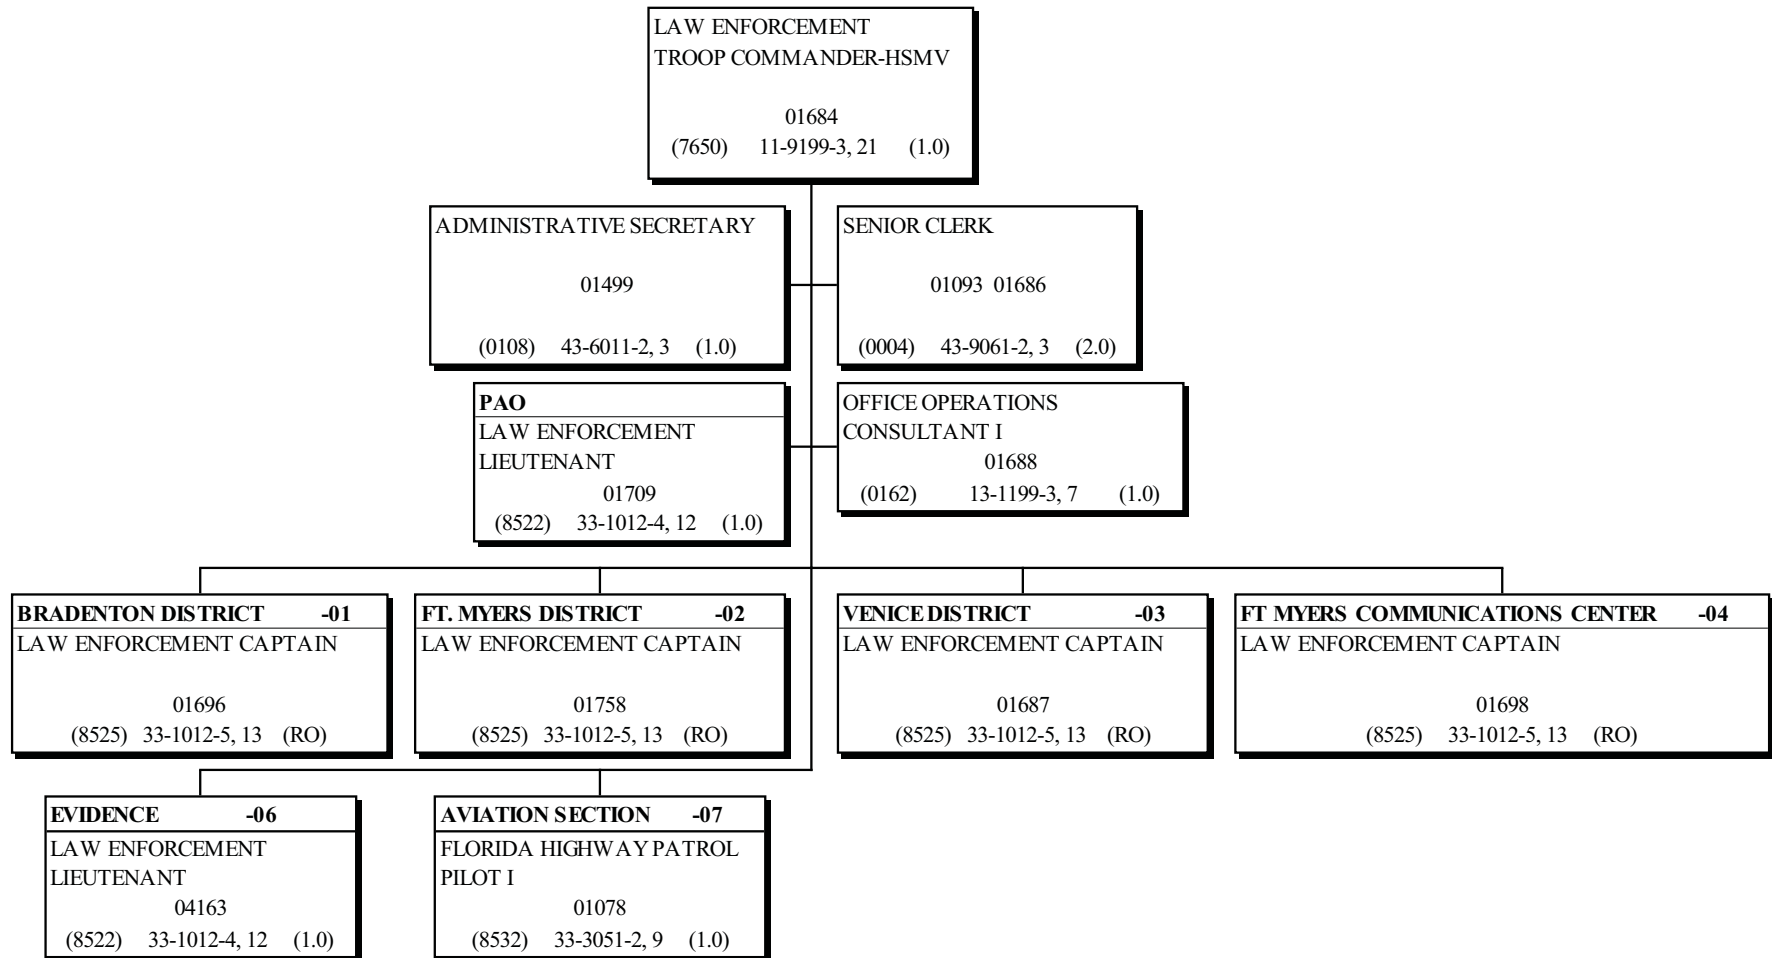 LAW ENFORCEMENT
TROOP COMMANDER-HSMV
01684
(7650) 11-9199-3, 21 (1.0)
ADMINISTRATIVE SECRETARY
01499
(0108) 43-6011-2, 3 (1.0)
SENIOR CLERK
01093 01686
(0004) 43-9061-2, 3 (2.0)
PAO
LAW ENFORCEMENT
LIEUTENANT
01709
(8522) 33-1012-4, 12 (1.0)
OFFICE OPERATIONS
CONSULTANT I
01688
(0162) 13-1199-3, 7 (1.0)
BRADENTON DISTRICT -01
LAW ENFORCEMENT CAPTAIN
01696
(8525) 33-1012-5, 13 (RO)
FT. MYERS DISTRICT -02
LAW ENFORCEMENT CAPTAIN
01758
(8525) 33-1012-5, 13 (RO)
VENICE DISTRICT -03
LAW ENFORCEMENT CAPTAIN
01687
(8525) 33-1012-5, 13 (RO)
FT MYERS COMMUNICATIONS CENTER -04
LAW ENFORCEMENT CAPTAIN
01698
(8525) 33-1012-5, 13 (RO)
EVIDENCE -06
LAW ENFORCEMENT
LIEUTENANT
04163
(8522) 33-1012-4, 12 (1.0)
AVIATION SECTION -07
FLORIDA HIGHWAY PATROL
PILOT I
01078
(8532) 33-3051-2, 9 (1.0)